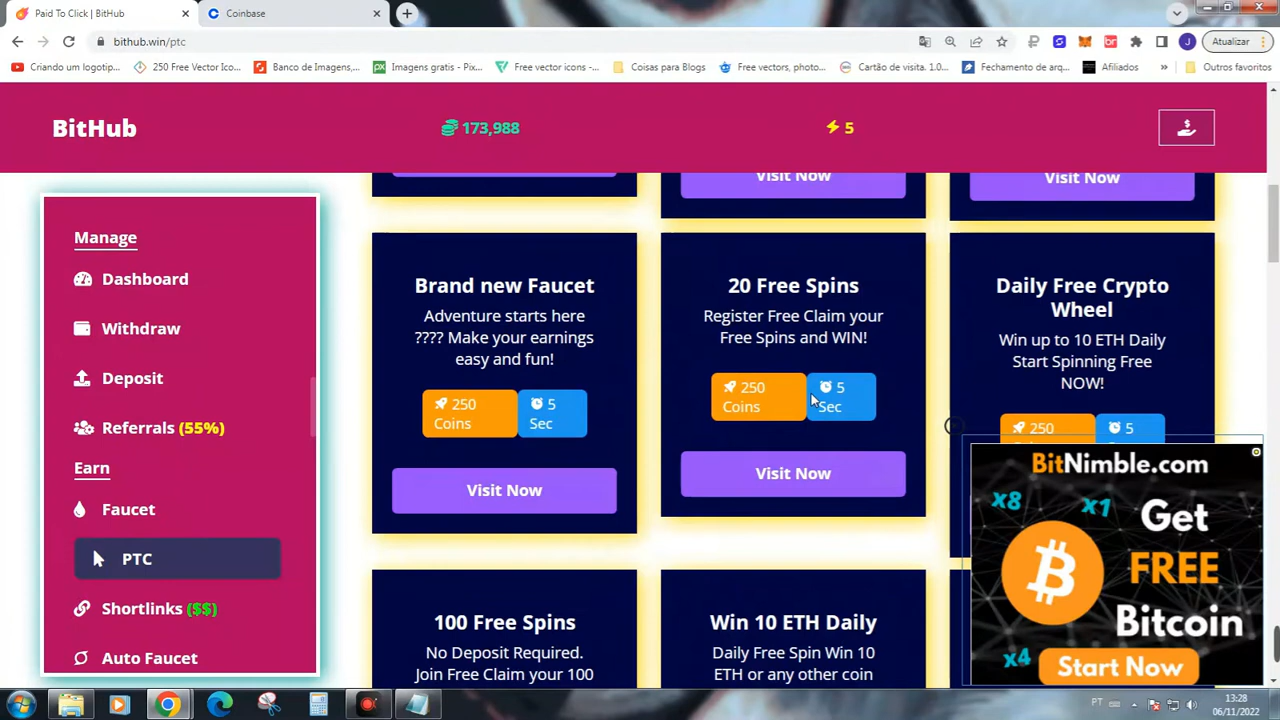 Paid To Click | BitHub
Coinbase
bithub.win/ptc
Atualizar
J
Criando um logotip...
250 Free Vector Ico...
Banco de Imagens,...
Imagens gratis - Pix...
Free vector icons -...
Coisas para Blogs
Free vectors, photo...
Cartão de visita. 1.0...
Fechamento de arq...
Afiliados
»
Outros favoritos
BitHub
173,988
5
Visit Now
Visit Now
Manage
Dashboard
Withdraw
Deposit
Referrals (55%)
Earn
Faucet
PTC
Shortlinks ($$)
Auto Faucet
Brand new Faucet
Adventure starts here
???? Make your earnings
easy and fun!
250
Coins
5
Sec
Visit Now
20 Free Spins
Register Free Claim your
Free Spins and WIN!
250
Coins
5
Sec
Visit Now
Daily Free Crypto
Wheel
Win up to 10 ETH Daily
Start Spinning Free
NOW!
250
5
100 Free Spins
No Deposit Required.
Join Free Claim your 100
Win 10 ETH Daily
Daily Free Spin Win 10
ETH or any other coin
BitNimble.com
x8
x1
Get
FREE
Bitcoin
x4
Start Now
PT
13:28
06/11/2022